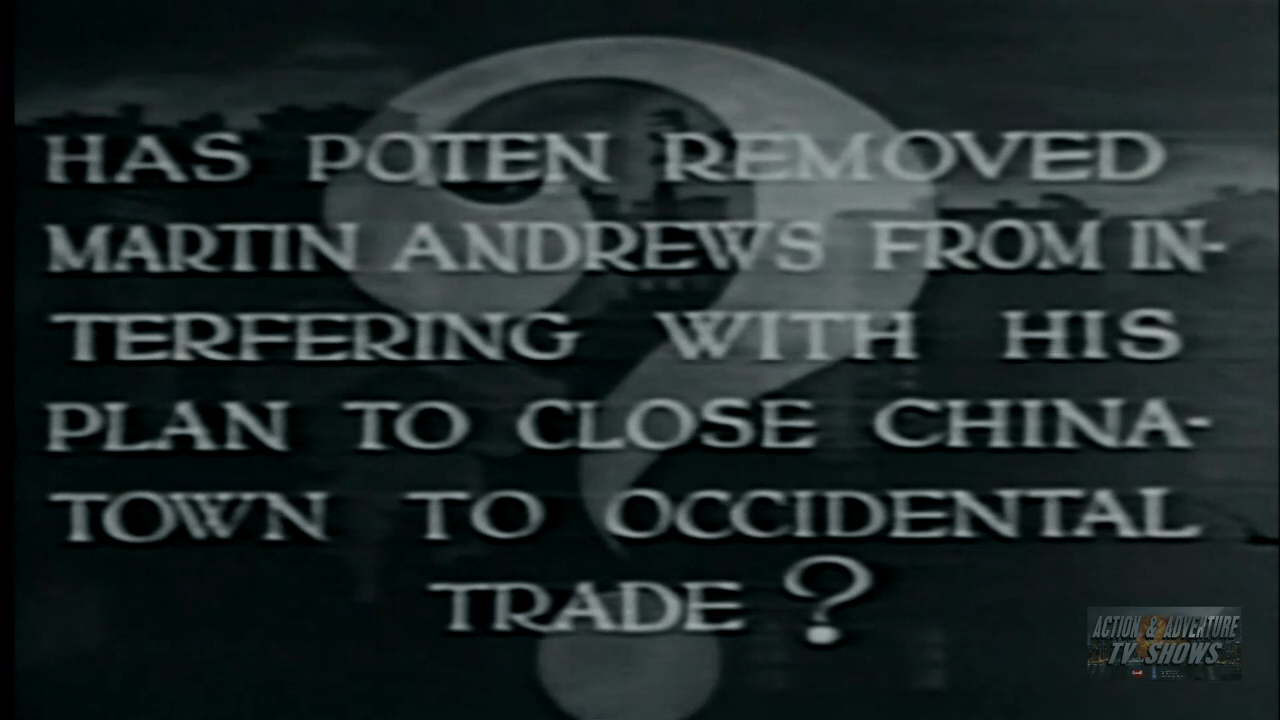 HAS POTEN REMOVED
MARTIN ANDREWS FROM IN-
TERFERING WITH HIS
PLAN TO CLOSE CHINA-
TOWN TO OCCIDENTAL
TRADE?
ACTION & ADVENTURE
TV SHOWS